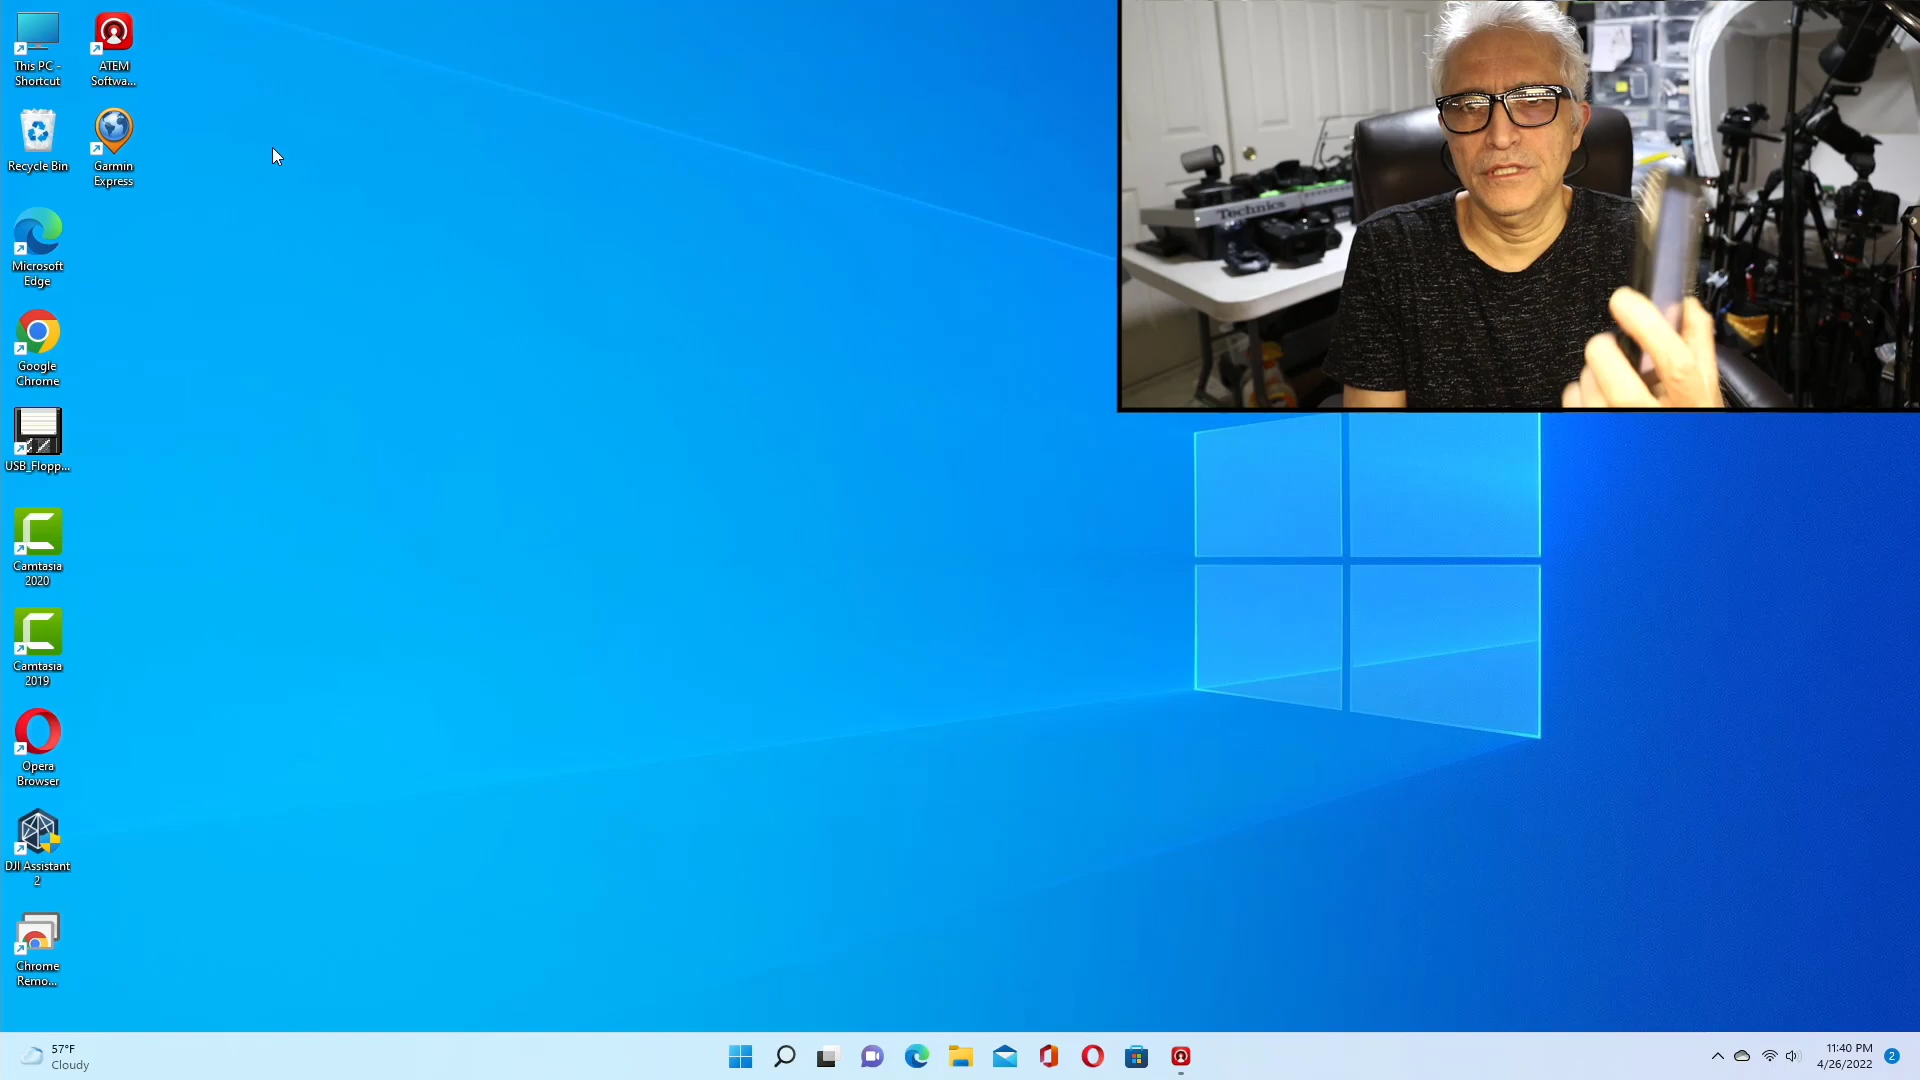 This PC -
Shortcut
ATEM
Softwa...
Recycle Bin
Garmin
Express
Microsoft
Edge
Google
Chrome
USB_Flopp...
Camtasia
2020
Camtasia
2019
Opera
Browser
DJI Assistant
2
Chrome
Remo...
Technics
57°F
Cloudy
11:40 PM
4/26/2022
2